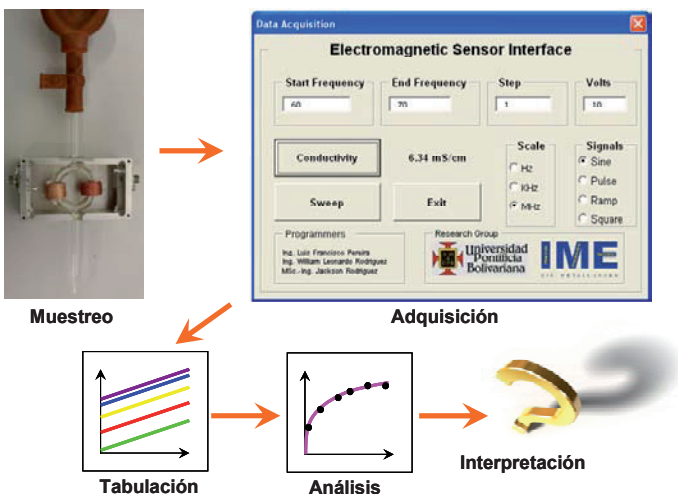 Data Acquisition
Electromagnetic Sensor Interface
Start Frequency
End Frequency
Step
Volts
60
70
1
10
Conductivity
6.34 mS/cm
Scale
Hz
KHz
MHz
Signals
Sine
Pulse
Ramp
Square
Sweep
Exit
Programmers
Ing. Luis Francisco Pereira
Ing. William Leonardo Rodriguez
MSc.-Ing. Jackson Rodriguez
Research Group
Universidad
Pontificia
Bolivariana
IME
Muestreo
Adquisición
Tabulación
Análisis
Interpretación